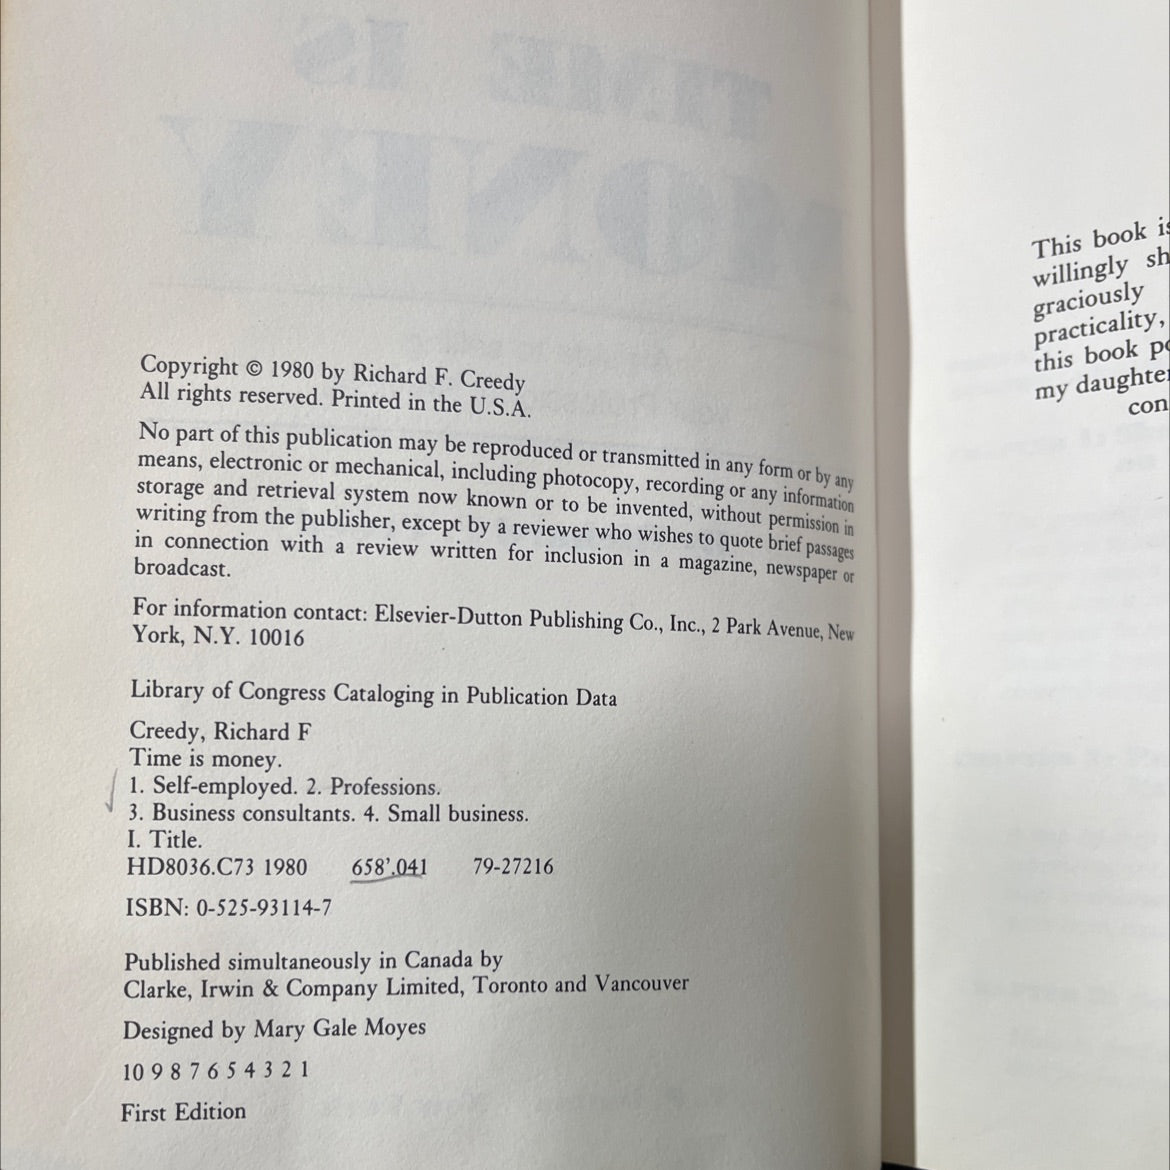 Copyright © 1980 by Richard F. Creedy
All rights reserved. Printed in the U.S.A.
No part of this publication may be reproduced or transmitted in any form or by any
means, electronic or mechanical, including photocopy, recording or any information
storage and retrieval system now known or to be invented, without permission in
writing from the publisher, except by a reviewer who wishes to quote brief passages
in connection with a review written for inclusion in a magazine, newspaper or
broadcast.
For information contact: Elsevier-Dutton Publishing Co., Inc., 2 Park Avenue, New
York, N.Y. 10016
Library of Congress Cataloging in Publication Data
Creedy, Richard F
Time is money.
1. Self-employed. 2. Professions.
3. Business consultants. 4. Small business.
I. Title.
HD8036.C73 1980 658'.041 79-27216
ISBN: 0-525-93114-7
Published simultaneously in Canada by
Clarke, Irwin & Company Limited, Toronto and Vancouver
Designed by Mary Gale Moyes
10 9 8 7 6 5 4 3 2 1
First Edition
This book is
willingly sh
graciously
practicality,
this book po
my daughter
con